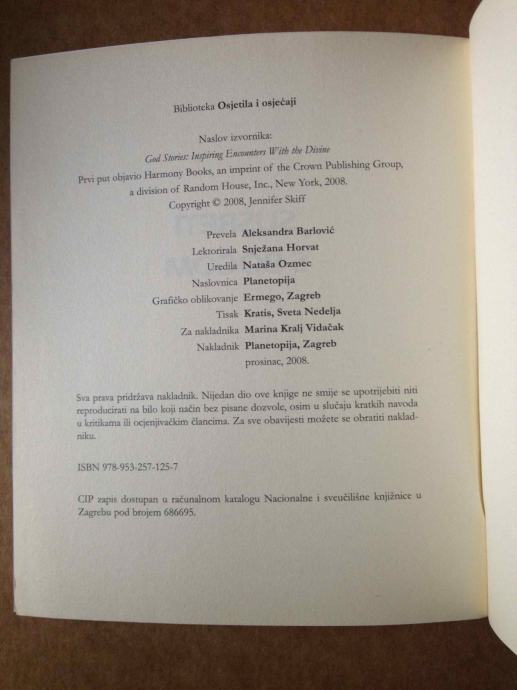 Biblioteka Osjetila i osjećaji
Naslov izvornika:
God Stories: Inspiring Encounters With the Divine
Prvi put objavio Harmony Books, an imprint of the Crown Publishing Group,
a division of Random House, Inc., New York, 2008.
Copyright © 2008, Jennifer Skiff
Prevela Aleksandra Barlović
Lektorirala Snježana Horvat
Uredila Nataša Ozmec
Naslovnica Planetopija
Grafičko oblikovanje Ermego, Zagreb
Tisak Kratis, Sveta Nedelja
Za nakladnika Marina Kralj Vidačak
Nakladnik Planetopija, Zagreb
prosinac, 2008.
Sva prava pridržava nakladnik. Nijedan dio ove knjige ne smije se upotrijebiti niti
reproducirati na bilo koji način bez pisane dozvole, osim u slučaju kratkih navoda
u kritikama ili ocjenjivačkim člancima. Za sve obavijesti možete se obratiti naklad-
niku.
ISBN 978-953-257-125-7
CIP zapis dostupan u računalnom katalogu Nacionalne i sveučilišne knjižnice u
Zagrebu pod brojem 686695.